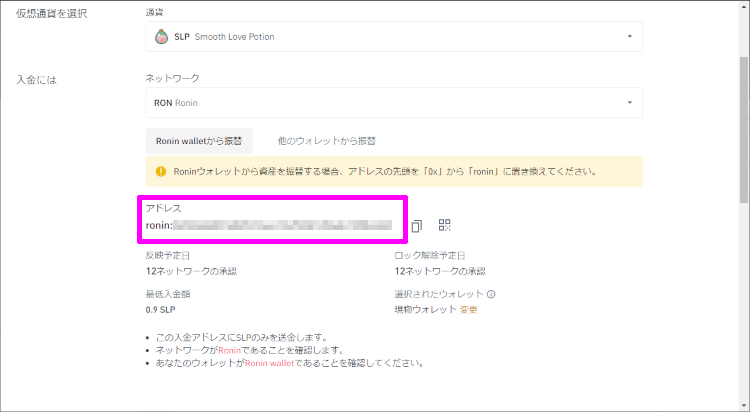 仮想通貨を選択
通貨
SLP Smooth Love Potion
入金には
ネットワーク
RON Ronin
Ronin walletから振替
他のウォレットから振替
Roninウォレットから資産を振替する場合、アドレスの先頭を「0x」から「ronin」に置き換えてください。
アドレス
ronin:
反映予定日
ロック解除予定日
12ネットワークの承認
12ネットワークの承認
最低入金額
選択されたウォレット
0.9 SLP
現物ウォレット 変更
この入金アドレスにSLPのみを送金します。
ネットワークがRoninであることを確認します。
あなたのウォレットがRonin walletであることを確認してください。